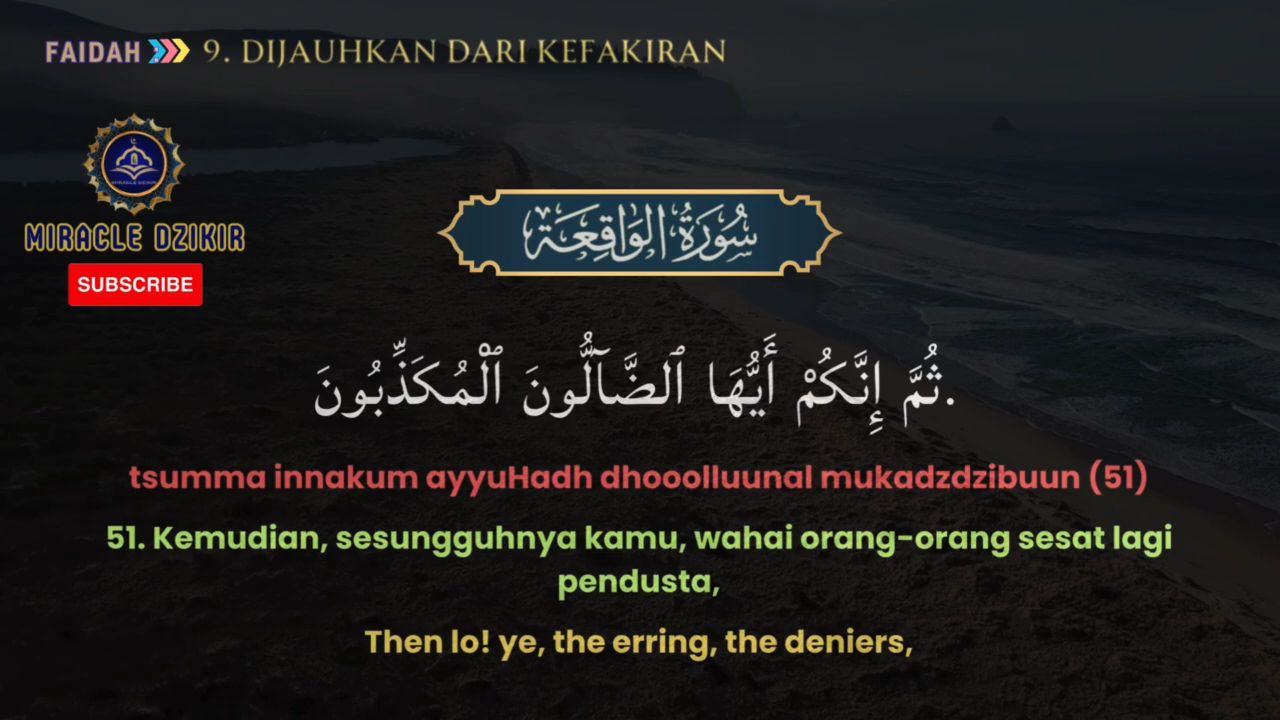 FAIDAH 9. DIJAUHKAN DARI KEFAKIRAN
MIRACLE DZIKIR
MIRACLE DZIKIR
SUBSCRIBE
سُورَةُ الوَاقِعَة
ثُمَّ إِنَّكُمْ أَيُّهَا ٱلضَّآلُّونَ ٱلْمُكَذِّبُونَ.
tsumma innakum ayyuHadh dhooolluunal mukadzdzibuun (51)
51. Kemudian, sesungguhnya kamu, wahai orang-orang sesat lagi
pendusta,
Then lo! ye, the erring, the deniers,